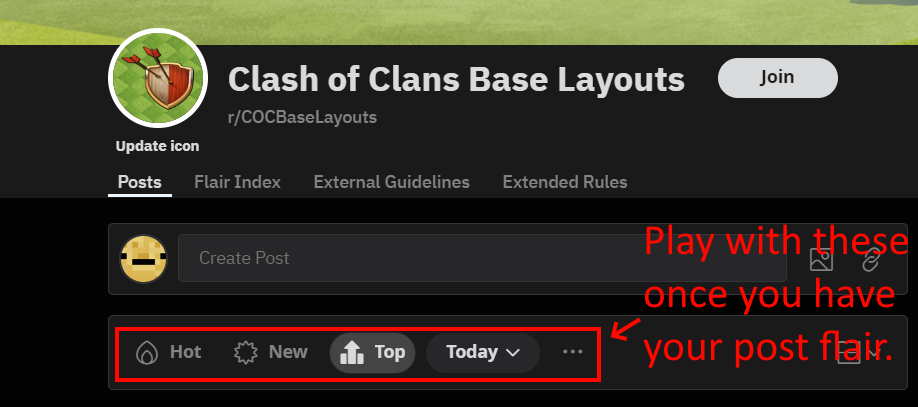 Clash of Clans Base Layouts
Join
r/COCBaseLayouts
Update icon
Posts Flair Index External Guidelines Extended Rules
Create Post
Play with these
once you have
your post flair.
Hot New Top Today ...